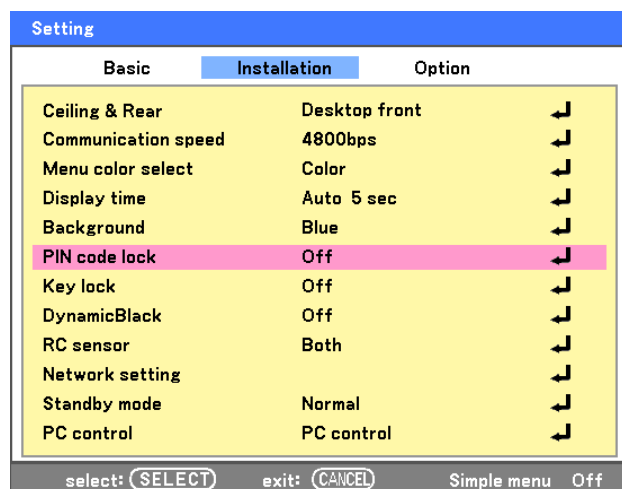 Setting
Basic Installation Option
Ceiling & Rear Desktop front
Communication speed 4800bps
Menu color select Color
Display time Auto 5 sec
Background Blue
PIN code lock Off
Key lock Off
DynamicBlack Off
RC sensor Both
Network setting
Standby mode Normal
PC control PC control
select: SELECT exit: CANCEL Simple menu Off